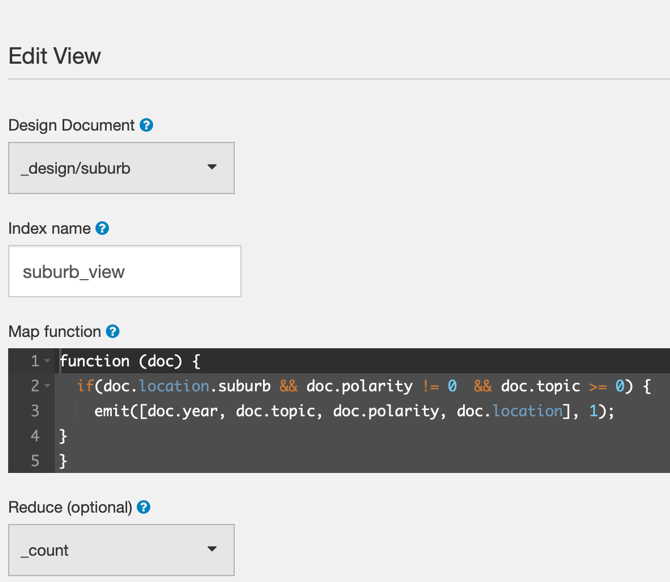 Edit View
Design Document ?
_design/suburb
Index name ?
suburb_view
Map function ?
1 function (doc) {
2 if(doc.location.suburb && doc.polarity != 0  && doc.topic >= 0) {
3 emit([doc.year, doc.topic, doc.polarity, doc.location], 1);
4 }
5 }
Reduce (optional) ?
_count